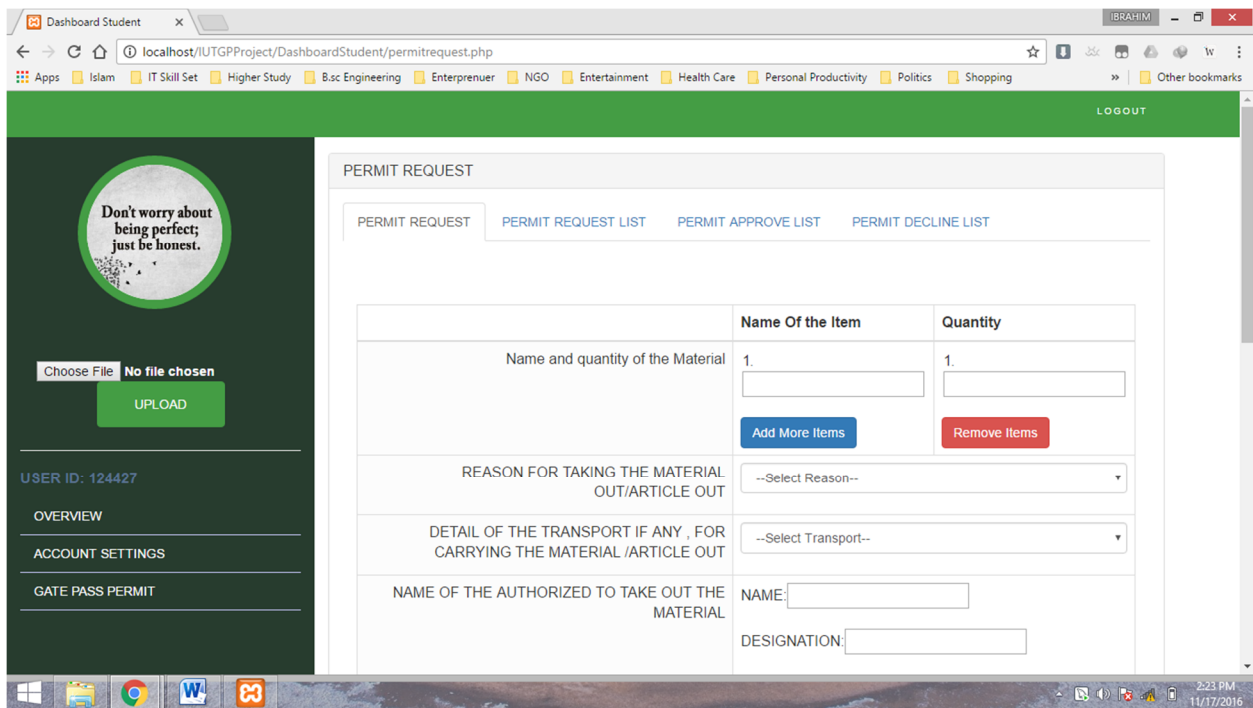 Dashboard Student
IBRAHIM
localhost/IUTGPProject/DashboardStudent/permitrequest.php
Apps Islam IT Skill Set Higher Study B.sc Engineering Enterprenuer NGO Entertainment Health Care Personal Productivity Politics Shopping » Other bookmarks
LOGOUT
Don't worry about
being perfect;
just be honest.
Choose File No file chosen
UPLOAD
USER ID: 124427
OVERVIEW
ACCOUNT SETTINGS
GATE PASS PERMIT
PERMIT REQUEST
PERMIT REQUEST PERMIT REQUEST LIST PERMIT APPROVE LIST PERMIT DECLINE LIST
Name Of the Item Quantity
Name and quantity of the Material 1. 1.
Add More Items Remove Items
REASON FOR TAKING THE MATERIAL
OUT/ARTICLE OUT
--Select Reason--
DETAIL OF THE TRANSPORT IF ANY , FOR
CARRYING THE MATERIAL /ARTICLE OUT
--Select Transport--
NAME OF THE AUTHORIZED TO TAKE OUT THE
MATERIAL
NAME:
DESIGNATION:
2:23 PM
11/17/2016